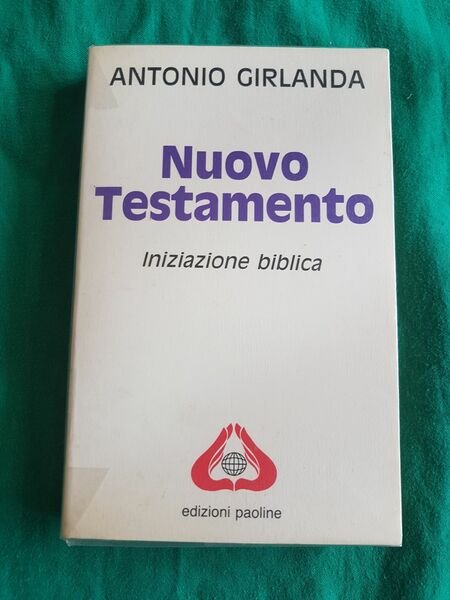 ANTONIO GIRLANDA
Nuovo
Testamento
Iniziazione biblica
edizioni paoline